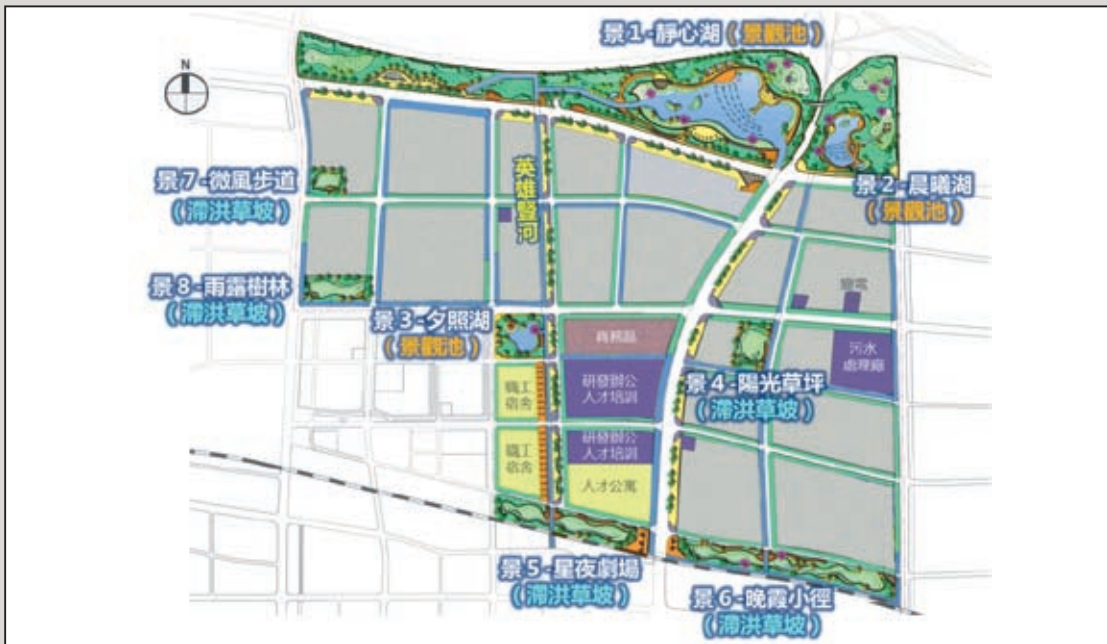 景1-靜心湖(景觀池)
N
英雄豎河
景7-微風步道
(滯洪草坡)
景2-晨曦湖
(景觀池)
景8-雨露樹林
(滯洪草坡)
變電
景3-夕照湖
(景觀池)
商務區
污水
處理廠
職工
宿舍
研發辦公
人才培訓
景4-陽光草坪
(滯洪草坡)
職工
宿舍
研發辦公
人才培訓
人才公寓
景5-星夜劇場
(滯洪草坡)
景6-晚霞小徑
(滯洪草坡)